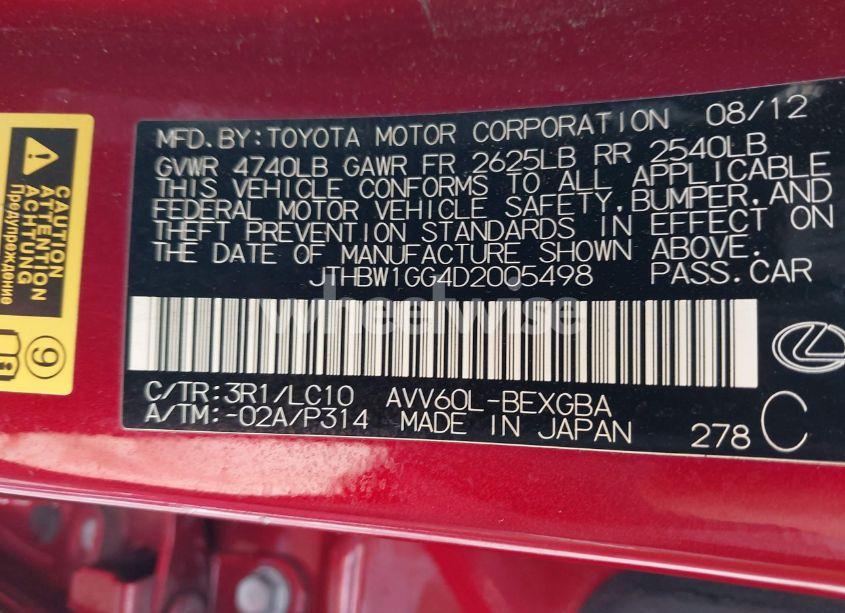 CAUTION
ATTENTION
ACHTUNG
Предупреждение
9
MFD.BY:TOYOTA MOTOR CORPORATION 08/12
GVWR 4740LB GAWR FR 2625LB RR 2540LB
THIS VEHICLE CONFORMS TO ALL APPLICABLE
FEDERAL MOTOR VEHICLE SAFETY,BUMPER,AND
THEFT PREVENTION STANDARDS IN EFFECT ON
THE DATE OF MANUFACTURE SHOWN ABOVE.
JTHBW1GG4D2005498 PASS.CAR
wheelwise
C/TR:3R1/LC10 AVV60L-BEXGBA
A/TM:-02A/P314 MADE IN JAPAN 278 C